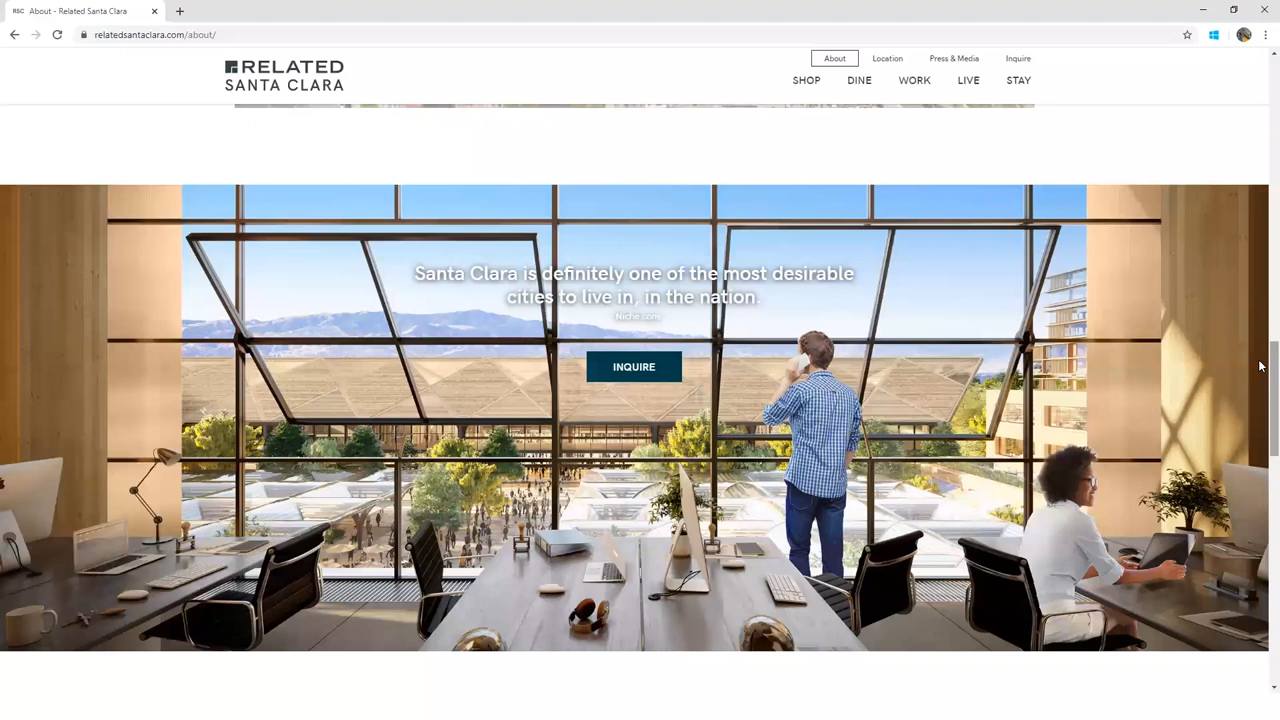 RSC About - Related Santa Clara
relatedsantaclara.com/about/
About Location Press & Media Inquire
RELATED
SANTA CLARA
SHOP DINE WORK LIVE STAY
Santa Clara is definitely one of the most desirable
cities to live in, in the nation.
Niche.com
INQUIRE